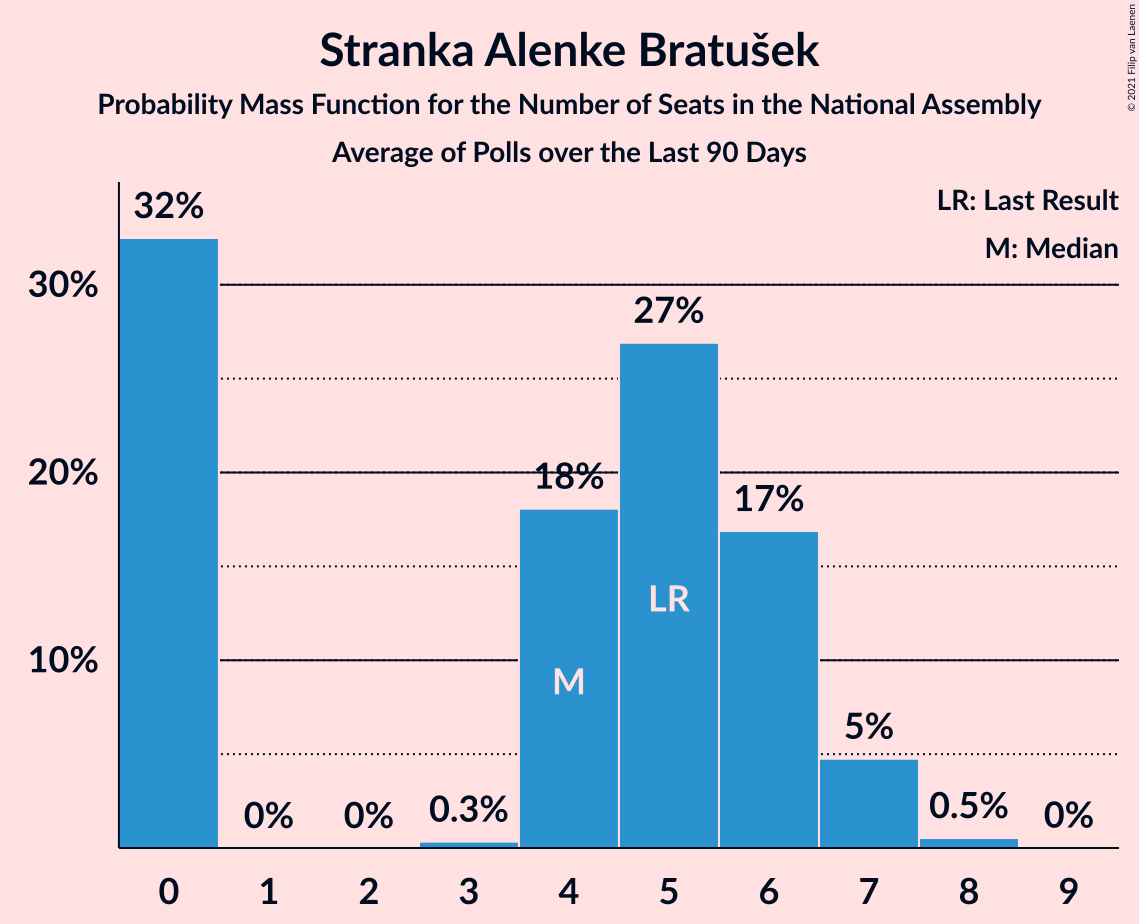 Stranka Alenke Bratušek
Probability Mass Function for the Number of Seats in the National Assembly
Average of Polls over the Last 90 Days
© 2021 Filip van Laenen
LR: Last Result
M: Median
32%
30%
27%
20%
18%
17%
LR
10%
M
5%
0%
0%
0.3%
0.5%
0%
0 1 2 3 4 5 6 7 8 9